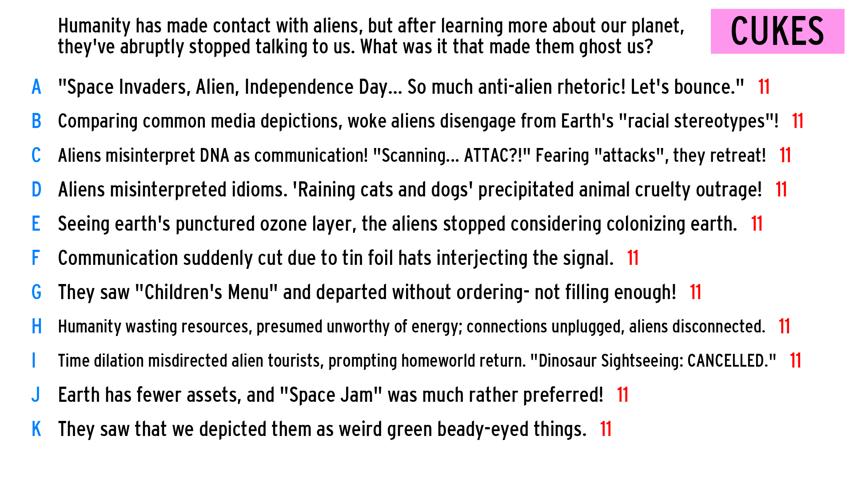 Humanity has made contact with aliens, but after learning more about our planet,
they've abruptly stopped talking to us. What was it that made them ghost us?
CUKES
A "Space Invaders, Alien, Independence Day... So much anti-alien rhetoric! Let's bounce." 11
B Comparing common media depictions, woke aliens disengage from Earth's "racial stereotypes"! 11
C Aliens misinterpret DNA as communication! "Scanning... ATTAC?!" Fearing "attacks", they retreat! 11
D Aliens misinterpreted idioms. 'Raining cats and dogs' precipitated animal cruelty outrage! 11
E Seeing earth's punctured ozone layer, the aliens stopped considering colonizing earth. 11
F Communication suddenly cut due to tin foil hats interjecting the signal. 11
G They saw "Children's Menu" and departed without ordering- not filling enough! 11
H Humanity wasting resources, presumed unworthy of energy; connections unplugged, aliens disconnected. 11
I Time dilation misdirected alien tourists, prompting homeworld return. "Dinosaur Sightseeing: CANCELLED." 11
J Earth has fewer assets, and "Space Jam" was much rather preferred! 11
K They saw that we depicted them as weird green beady-eyed things. 11